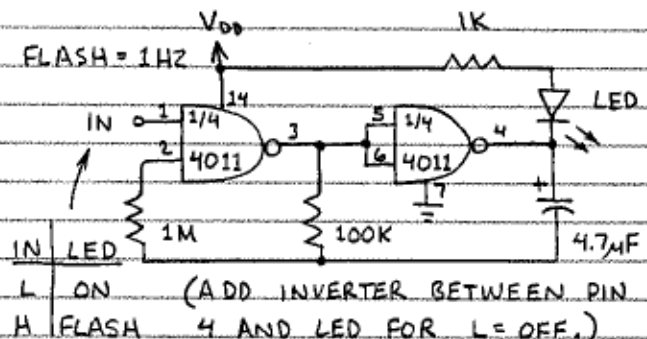 V_DD
1K
FLASH = 1HZ
14
LED
IN
1
1/4
3
5
1/4
4
2
4011
6
4011
7
+
1M
100K
4.7µF
IN LED
L ON (ADD INVERTER BETWEEN PIN
H FLASH 4 AND LED FOR L = OFF.)